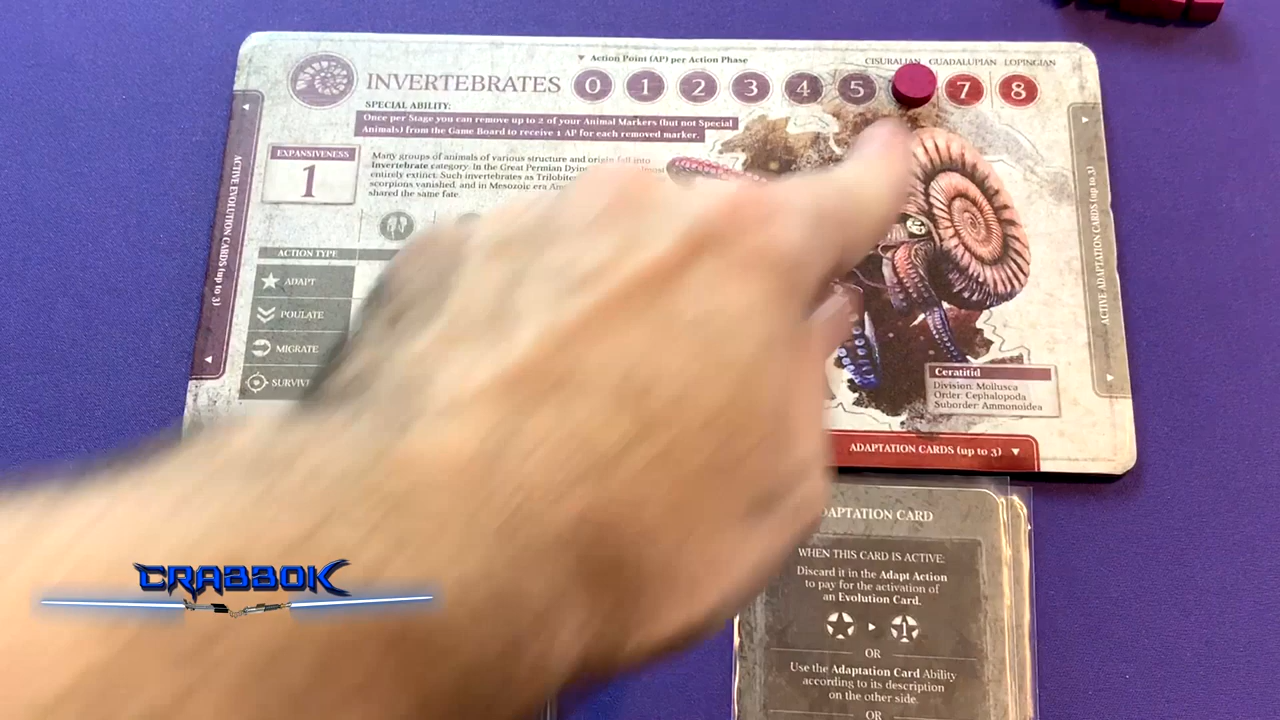 Action Point (AP) per Action Phase
CISURALIAN GUADALUPIAN LOPINGIAN
INVERTEBRATES 0 1 2 3 4 5 7 8
SPECIAL ABILITY:
Once per Stage you can remove up to 2 of your Animal Markers (but not Special
Animals) from the Game Board to receive 1 AP for each removed marker.
EXPANSIVENESS
1
Many groups of animals of various structure and origin fall into
Invertebrate category. In the Great Permian Dying
entirely extinct. Such invertebrates as
scorpions vanished, and in Mesozoic era
shared the same fate.
ACTIVE EVOLUTION CARDS (up to 3)
ACTION TYPE
ADAPT
POULATE
MIGRATE
Ceratitid
Division: Mollusca
Order: Cephalopoda
Suborder: Ammonoidea
ACTIVE ADAPTATION CARDS (up to 3)
ADAPTATION CARDS (up to 3)
CARD
WHEN THIS CARD IS ACTIVE:
Discard it in the Adapt Action
to pay for the activation of
an Evolution Card.
1
OR
Use the Adaptation Card Ability
according to its description
on the other side.
OR
CRABBOK